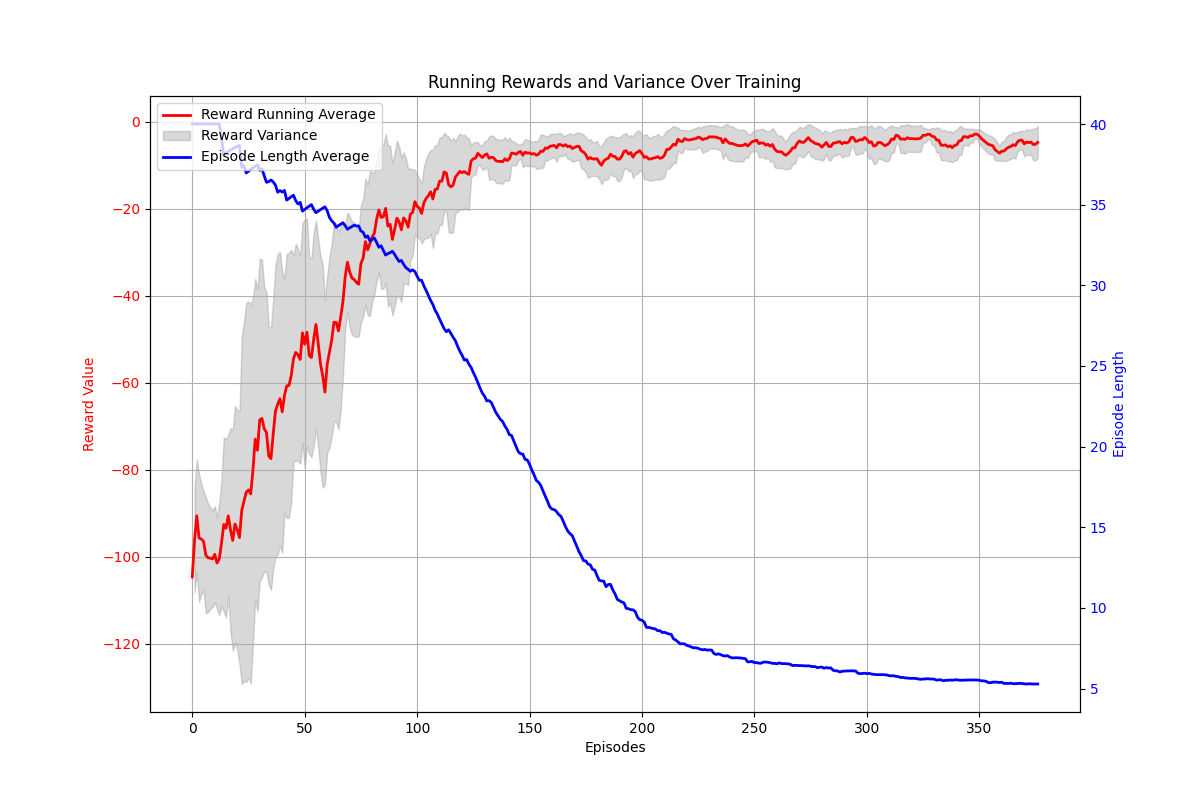 Running Rewards and Variance Over Training
Reward Running Average
Reward Variance
Episode Length Average
0
−20
−40
−60
−80
−100
−120
Reward Value
40
35
30
25
20
15
10
5
Episode Length
0 50 100 150 200 250 300 350
Episodes